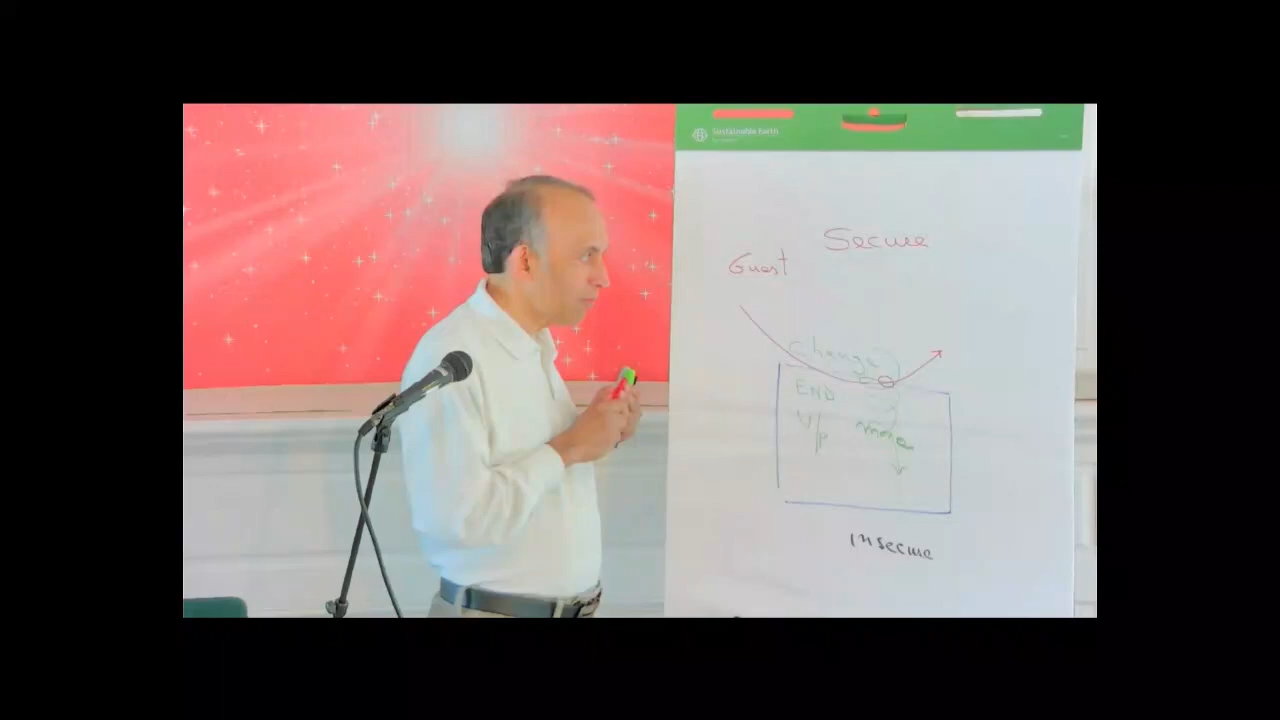 Sustainable Earth
Secure
Guest
Change
END
V/P
more
Insecure